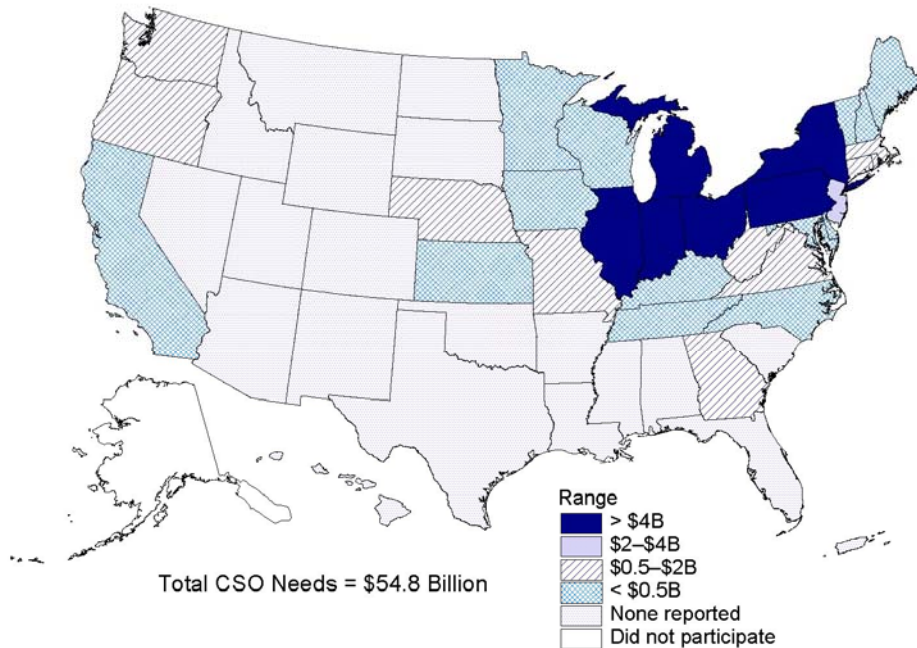 Total CSO Needs = $54.8 Billion
Range
> $4B
$2–$4B
$0.5–$2B
< $0.5B
None reported
Did not participate